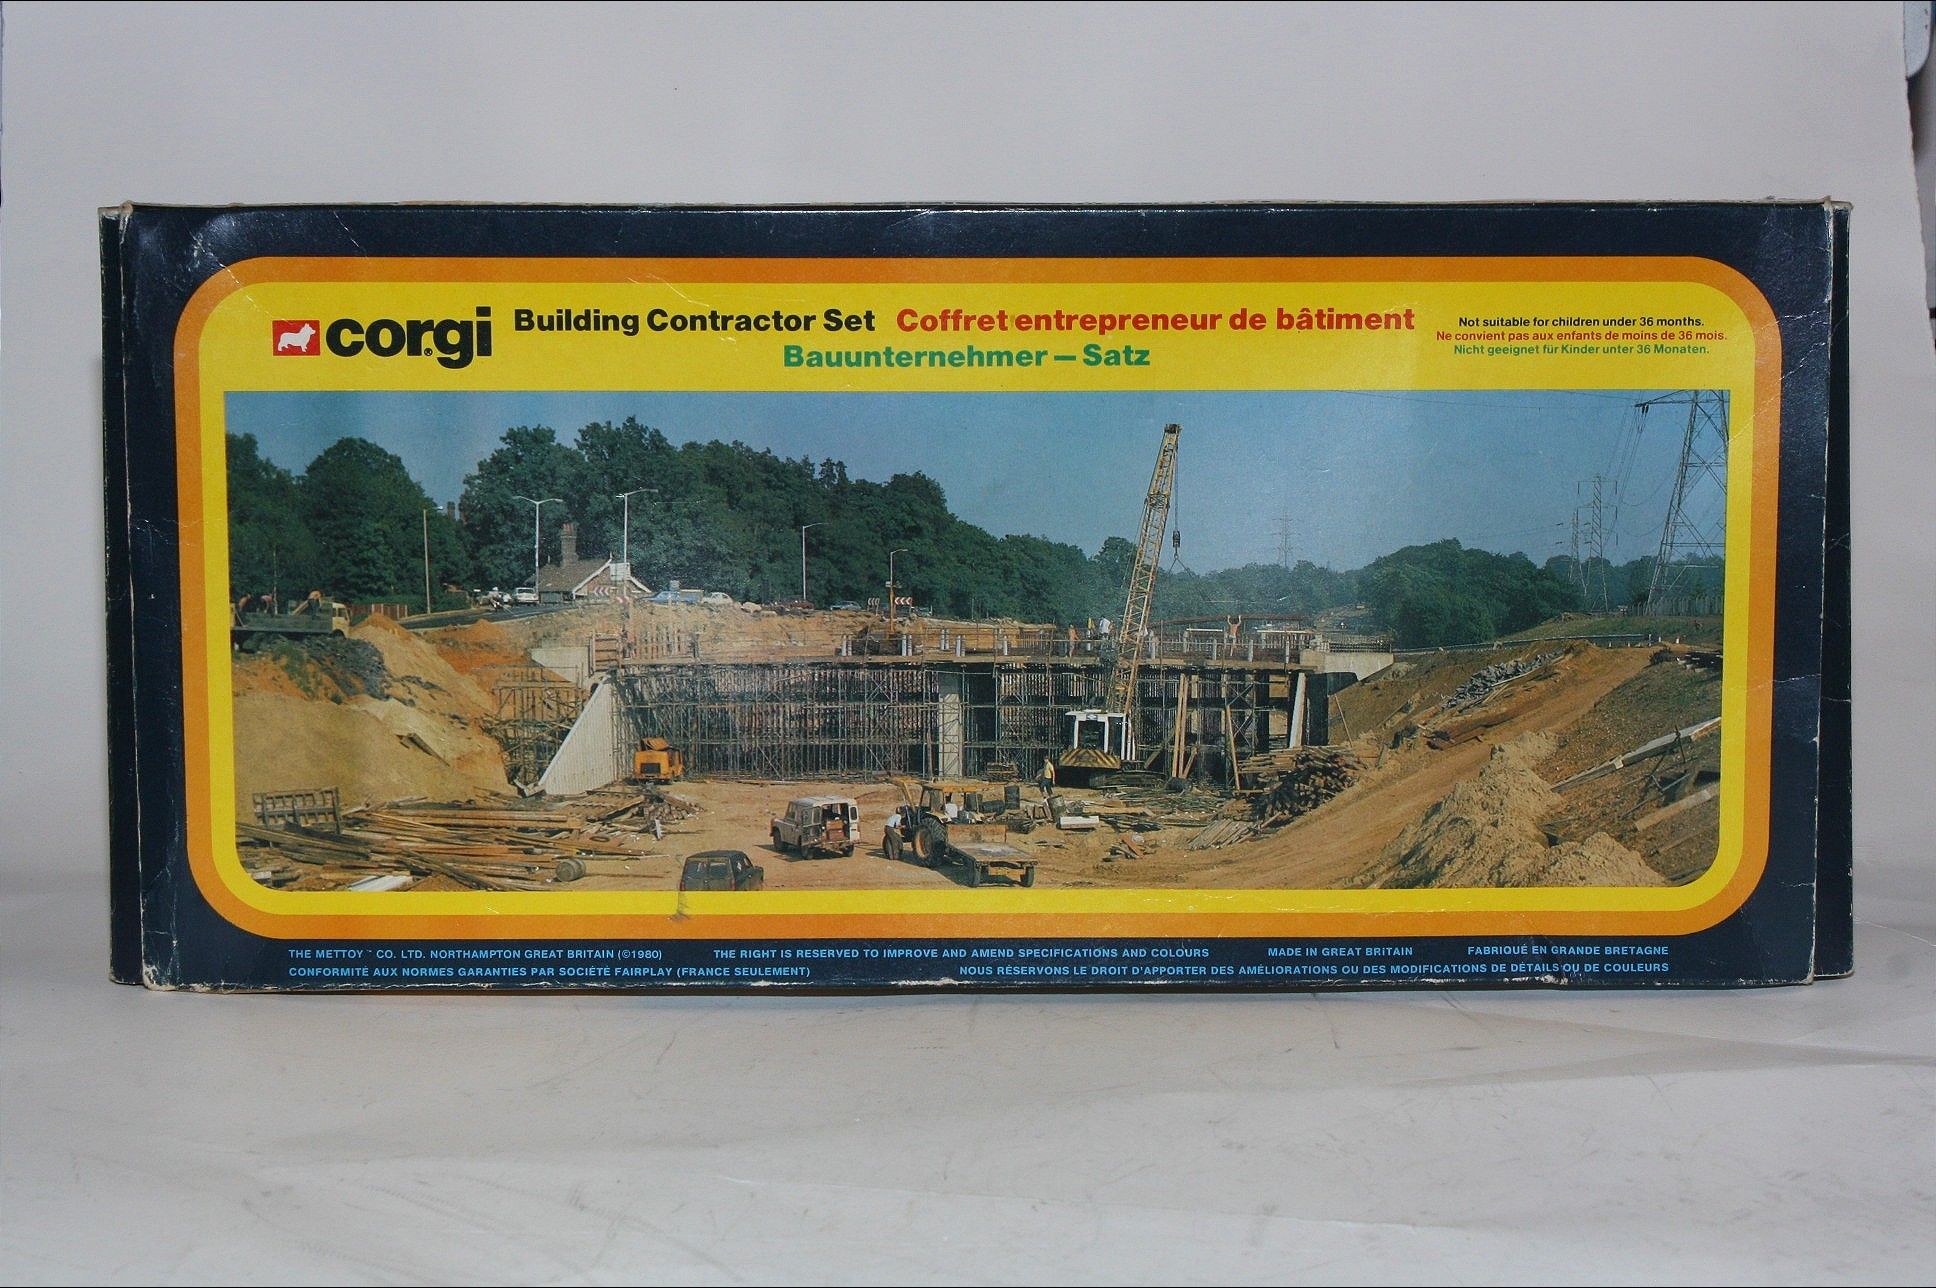 corgi Building Contractor Set Coffret entrepreneur de bâtiment
Bauunternehmer — Satz
Not suitable for children under 36 months.
Ne convient pas aux enfants de moins de 36 mois.
Nicht geeignet für Kinder unter 36 Monaten.
THE METTOY ™ CO. LTD. NORTHAMPTON GREAT BRITAIN (©1980) THE RIGHT IS RESERVED TO IMPROVE AND AMEND SPECIFICATIONS AND COLOURS MADE IN GREAT BRITAIN FABRIQUÉ EN GRANDE BRETAGNE
CONFORMITÉ AUX NORMES GARANTIES PAR SOCIÉTÉ FAIRPLAY (FRANCE SEULEMENT) NOUS RÉSERVONS LE DROIT D'APPORTER DES AMÉLIORATIONS OU DES MODIFICATIONS DE DÉTAILS OU DE COULEURS